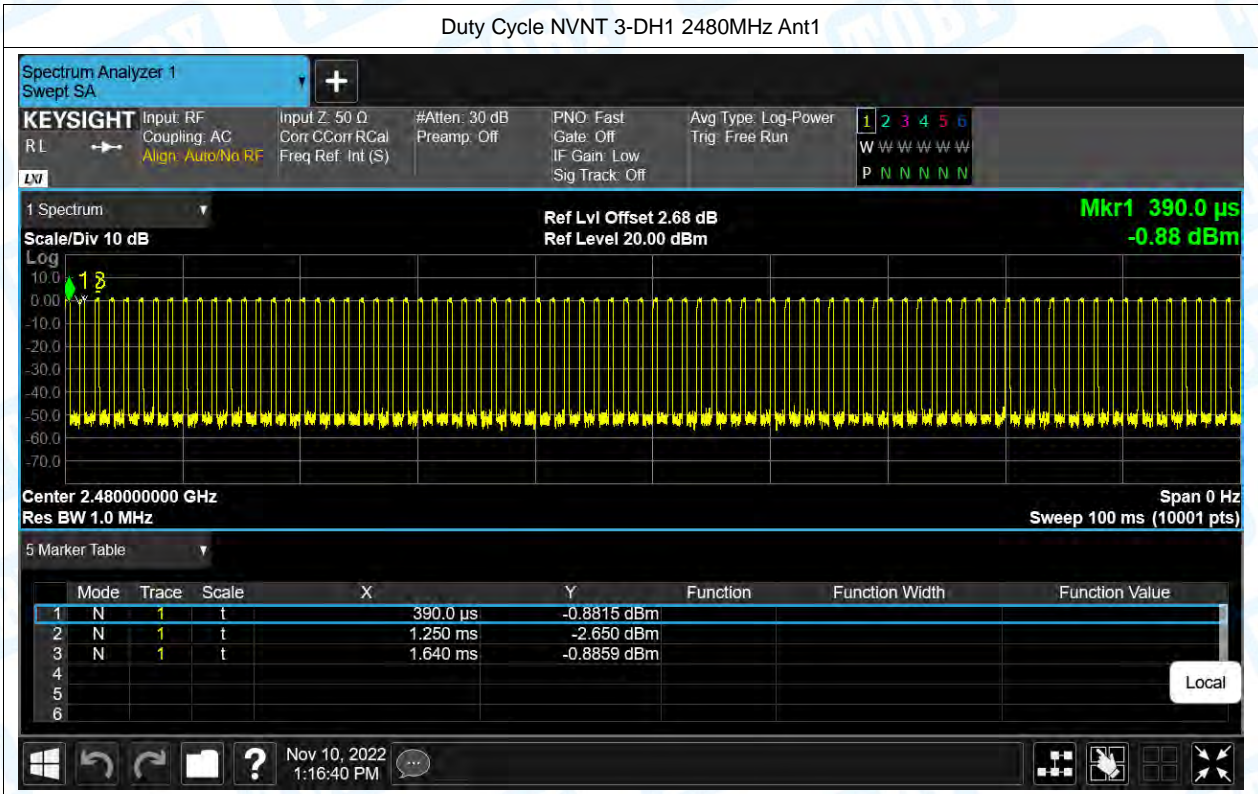 Duty Cycle NVNT 3-DH1 2480MHz Ant1
Spectrum Analyzer 1
Swept SA
+
KEYSIGHT
RL
LXI
Input: RF
Coupling: AC
Align: Auto/No RF
Input Z: 50 Ω
Corr CCorr RCal
Freq Ref: Int (S)
#Atten: 30 dB
Preamp: Off
PNO: Fast
Gate: Off
IF Gain: Low
Sig Track: Off
Avg Type: Log-Power
Trig: Free Run
1 2 3 4 5 6
W W W W W W
P N N N N N
1 Spectrum
Scale/Div 10 dB
Ref Lvl Offset 2.68 dB
Ref Level 20.00 dBm
Mkr1 390.0 µs
-0.88 dBm
Log
10.0
0.00
-10.0
-20.0
-30.0
-40.0
-50.0
-60.0
-70.0
Center 2.480000000 GHz
Res BW 1.0 MHz
Span 0 Hz
Sweep 100 ms (10001 pts)
5 Marker Table
Mode Trace Scale X Y Function Function Width Function Value
1 N 1 t 390.0 µs -0.8815 dBm
2 N 1 t 1.250 ms -2.650 dBm
3 N 1 t 1.640 ms -0.8859 dBm
4
5
6
Local
?
Nov 10, 2022
1:16:40 PM